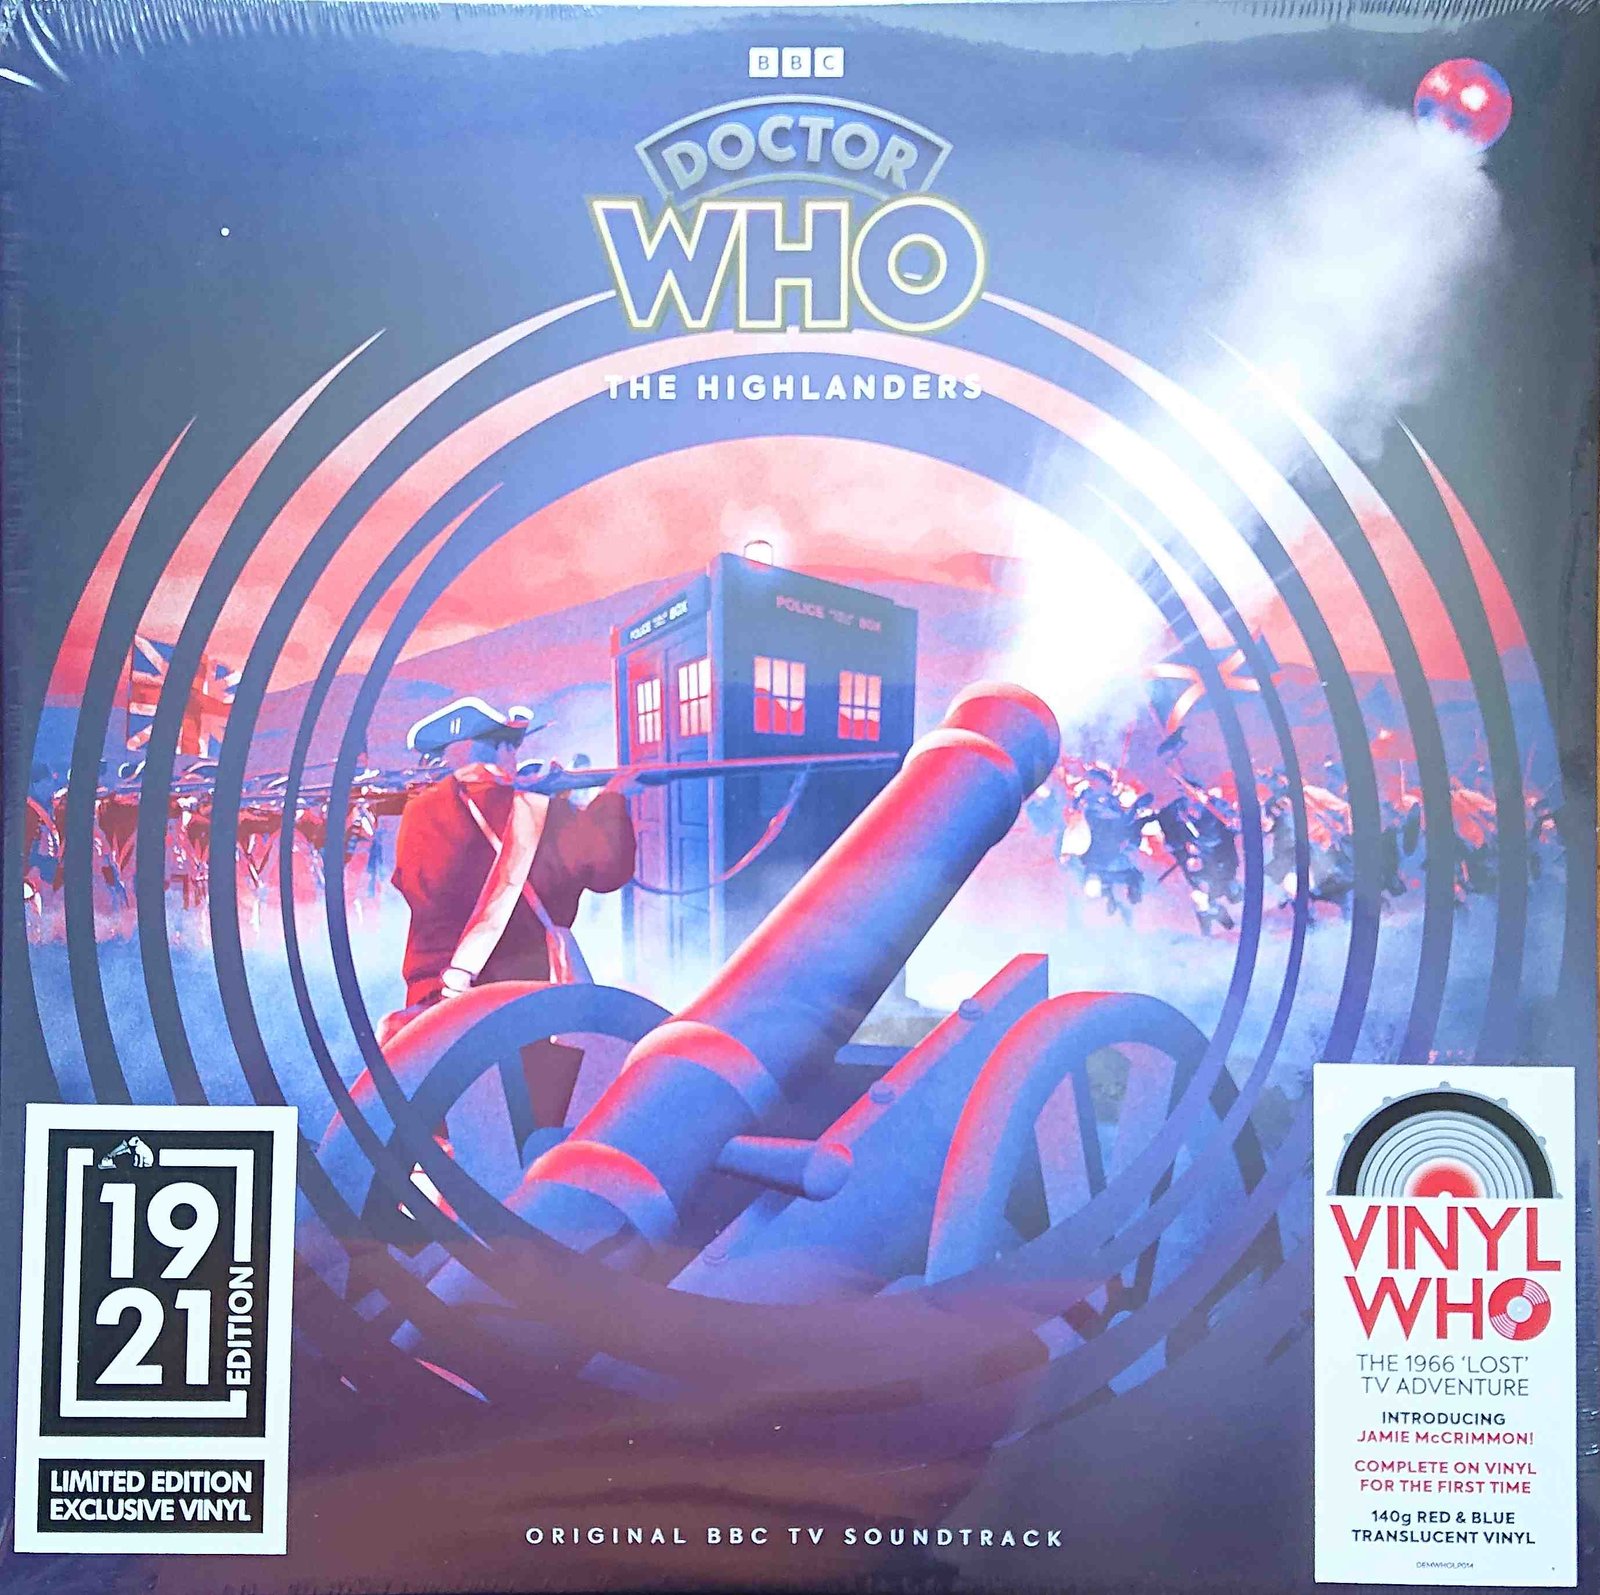 BBC
DOCTOR
WHO
THE HIGHLANDERS
POLICE BOX
POLICE BOX
19
21
EDITION
LIMITED EDITION
EXCLUSIVE VINYL
ORIGINAL BBC TV SOUNDTRACK
VINYL
WHO
THE 1966 ‘LOST’
TV ADVENTURE
INTRODUCING
JAMIE McCRIMMON!
COMPLETE ON VINYL
FOR THE FIRST TIME
140g RED & BLUE
TRANSLUCENT VINYL
DEMWHOLP014